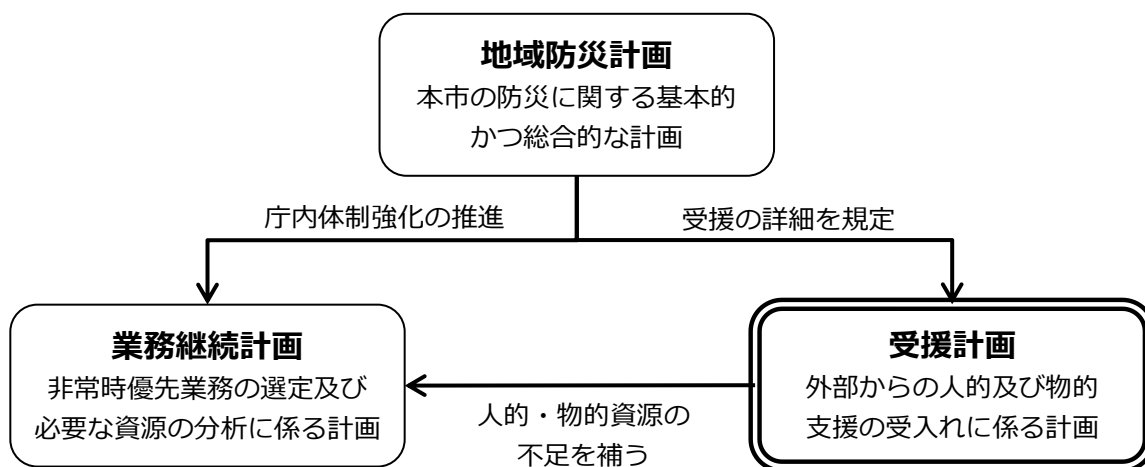 地域防災計画
本市の防災に関する基本的
かつ総合的な計画
庁内体制強化の推進
受援の詳細を規定
業務継続計画
非常時優先業務の選定及び
必要な資源の分析に係る計画
人的・物的資源の
不足を補う
受援計画
外部からの人的及び物的
支援の受入れに係る計画